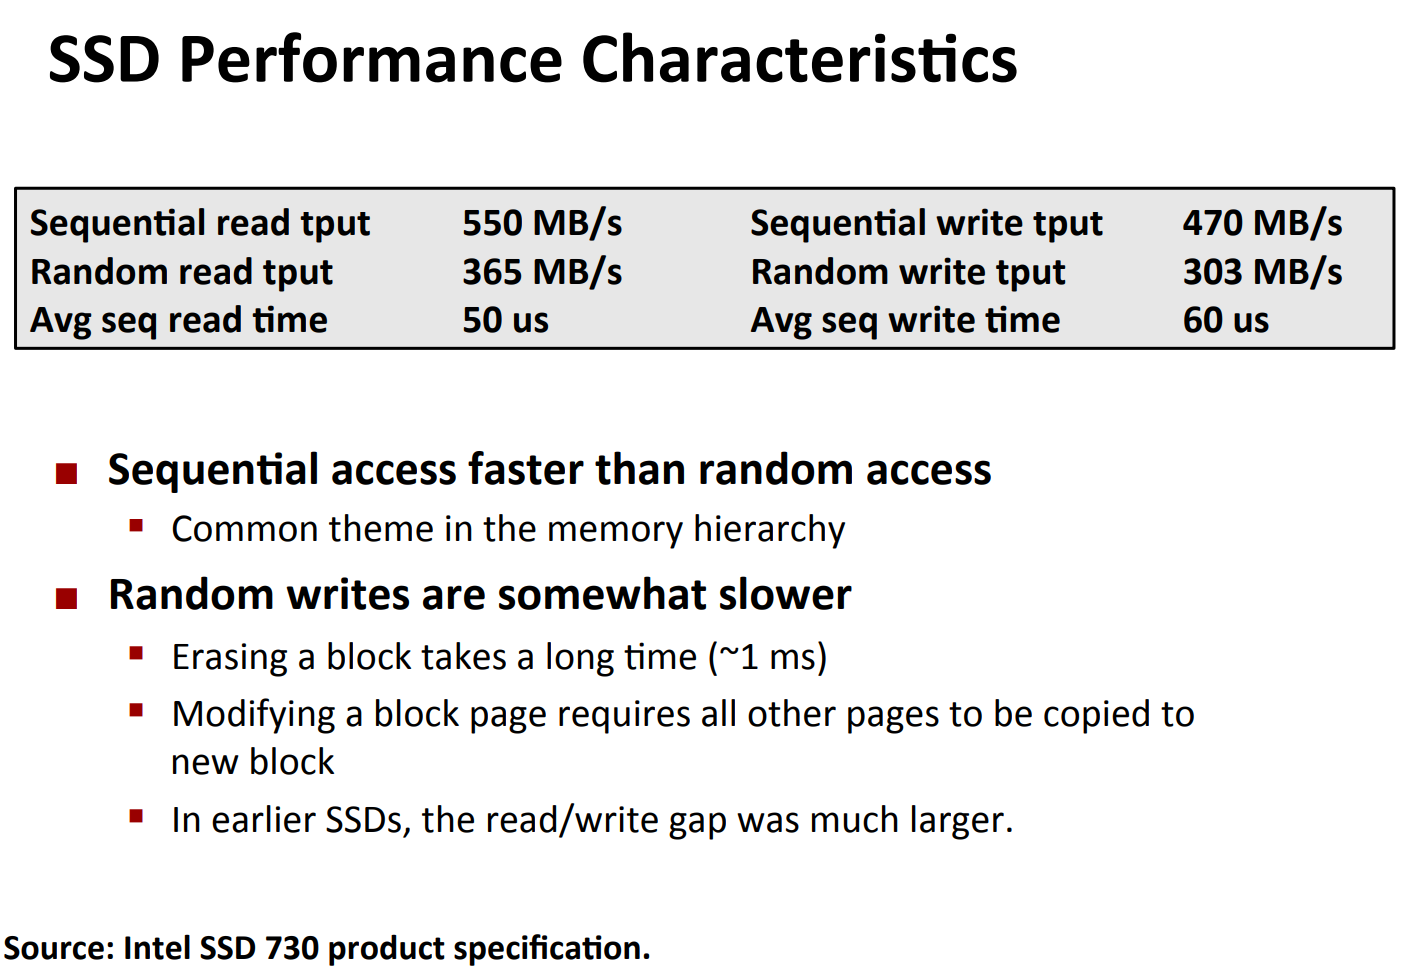 SSD Performance Characteristics
Sequential read tput 550 MB/s Sequential write tput 470 MB/s
Random read tput 365 MB/s Random write tput 303 MB/s
Avg seq read time 50 us Avg seq write time 60 us
Sequential access faster than random access
Common theme in the memory hierarchy
Random writes are somewhat slower
Erasing a block takes a long time (~1 ms)
Modifying a block page requires all other pages to be copied to
new block
In earlier SSDs, the read/write gap was much larger.
Source: Intel SSD 730 product specification.